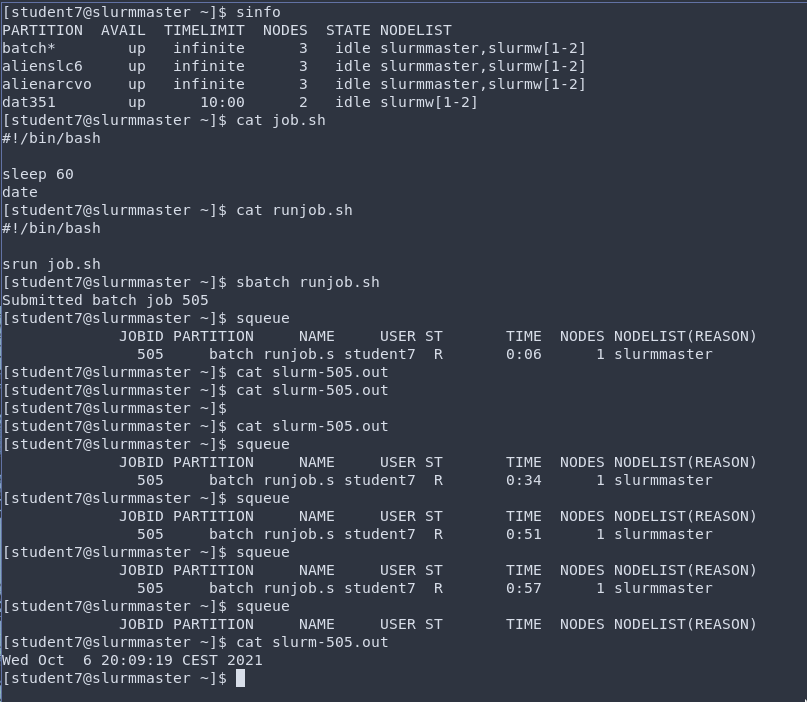 [student7@slurmmaster ~]$ sinfo
PARTITION  AVAIL  TIMELIMIT  NODES  STATE NODELIST
batch*        up   infinite      3   idle slurmmaster,slurmw[1-2]
alienslc6     up   infinite      3   idle slurmmaster,slurmw[1-2]
alienarcvo    up   infinite      3   idle slurmmaster,slurmw[1-2]
dat351        up      10:00      2   idle slurmw[1-2]
[student7@slurmmaster ~]$ cat job.sh
#!/bin/bash

sleep 60
date
[student7@slurmmaster ~]$ cat runjob.sh
#!/bin/bash

srun job.sh
[student7@slurmmaster ~]$ sbatch runjob.sh
Submitted batch job 505
[student7@slurmmaster ~]$ squeue
             JOBID PARTITION     NAME     USER ST       TIME  NODES NODELIST(REASON)
               505     batch runjob.s student7  R       0:06      1 slurmmaster
[student7@slurmmaster ~]$ cat slurm-505.out
[student7@slurmmaster ~]$ cat slurm-505.out
[student7@slurmmaster ~]$
[student7@slurmmaster ~]$ cat slurm-505.out
[student7@slurmmaster ~]$ squeue
             JOBID PARTITION     NAME     USER ST       TIME  NODES NODELIST(REASON)
               505     batch runjob.s student7  R       0:34      1 slurmmaster
[student7@slurmmaster ~]$ squeue
             JOBID PARTITION     NAME     USER ST       TIME  NODES NODELIST(REASON)
               505     batch runjob.s student7  R       0:51      1 slurmmaster
[student7@slurmmaster ~]$ squeue
             JOBID PARTITION     NAME     USER ST       TIME  NODES NODELIST(REASON)
               505     batch runjob.s student7  R       0:57      1 slurmmaster
[student7@slurmmaster ~]$ squeue
             JOBID PARTITION     NAME     USER ST       TIME  NODES NODELIST(REASON)
[student7@slurmmaster ~]$ cat slurm-505.out
Wed Oct  6 20:09:19 CEST 2021
[student7@slurmmaster ~]$